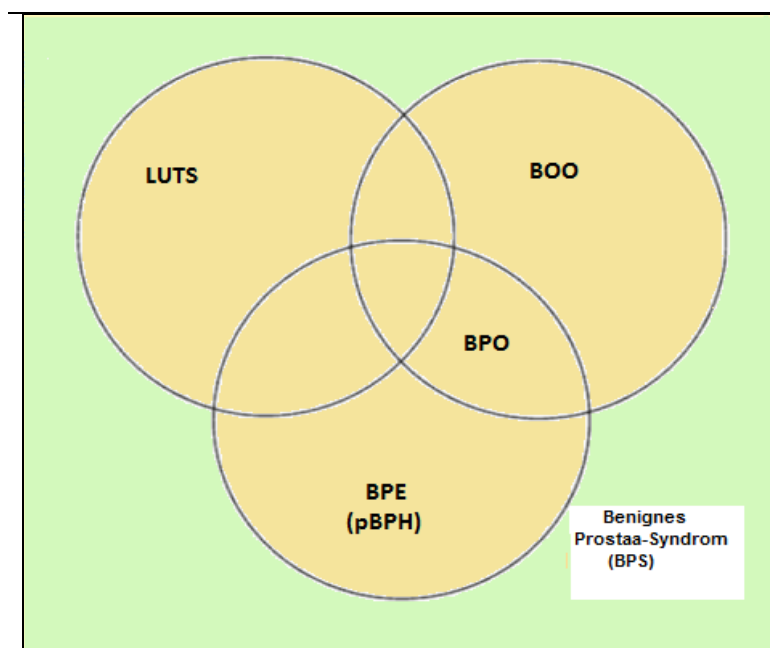 LUTS
BOO
BPO
BPE
(pBPH)
Benignes
Prostaa-Syndrom
(BPS)